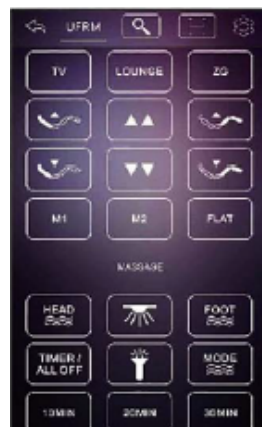 UFRM
TV LOUNGE ZG
M1 M2 FLAT
MASSAGE
HEAD FOOT
TIMER / MODE
ALL OFF
10MIN 20MIN 30MIN